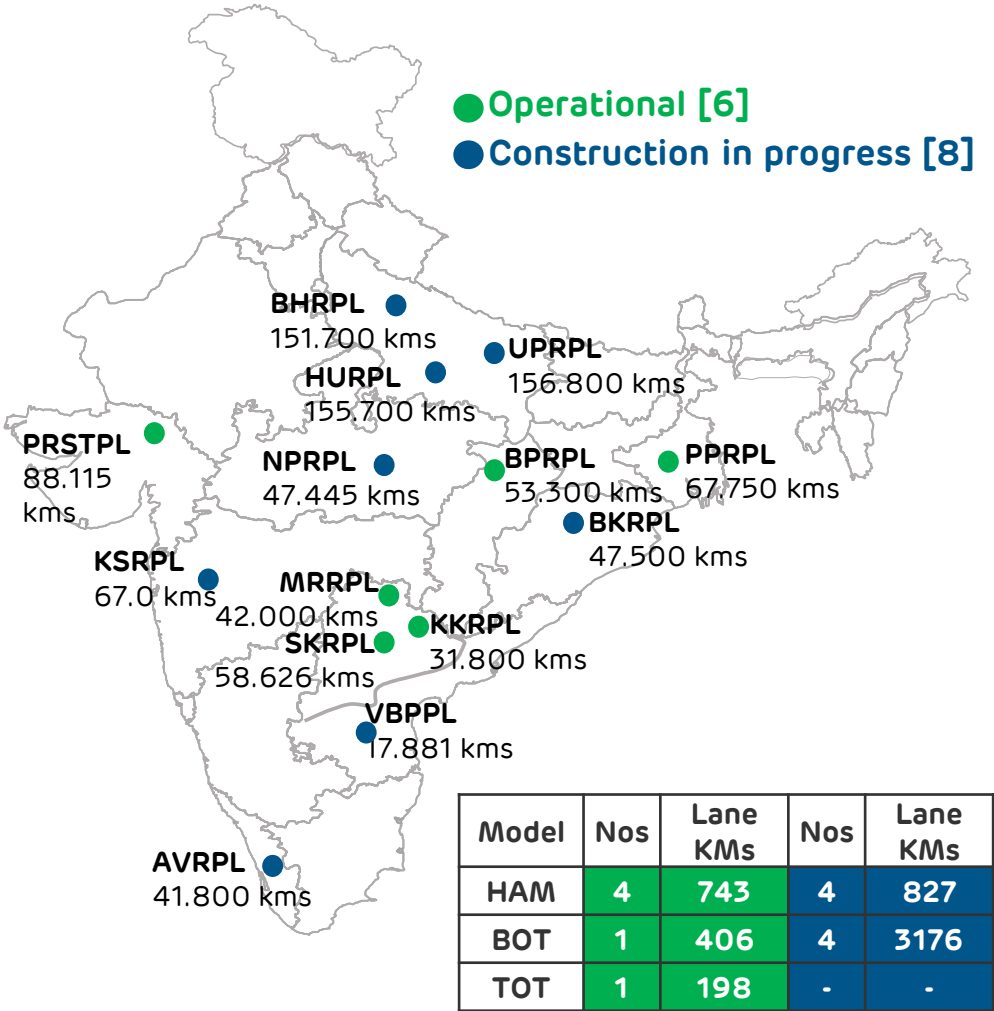 Operational [6]
Construction in progress [8]
BHRPL
151.700 kms
UPRPL
156.800 kms
HURPL
155.700 kms
PRSTPL
88.115
kms
NPRPL
47.445 kms
BPRPL
53.300 kms
PPRPL
67.750 kms
BKRPL
47.500 kms
KSRPL
67.0 kms
MRRPL
42.000 kms
KKRPL
31.800 kms
SKRPL
58.626 kms
VBPPL
17.881 kms
AVRPL
41.800 kms
Model Nos Lane KMs Nos Lane KMs
HAM 4 743 4 827
BOT 1 406 4 3176
TOT 1 198 - -